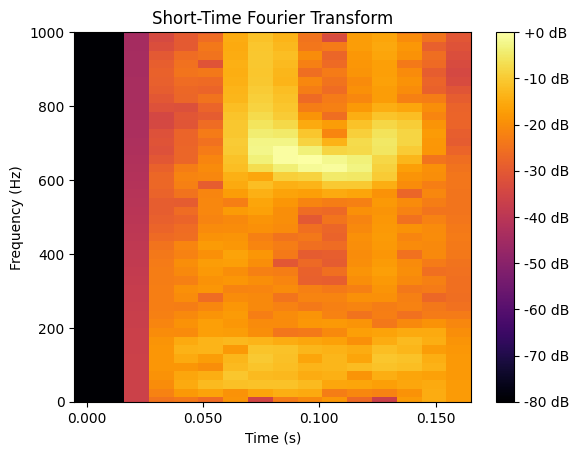 Short-Time Fourier Transform
1000
800
600
400
200
0
Frequency (Hz)
0.000
0.050
0.100
0.150
Time (s)
+0 dB
-10 dB
-20 dB
-30 dB
-40 dB
-50 dB
-60 dB
-70 dB
-80 dB